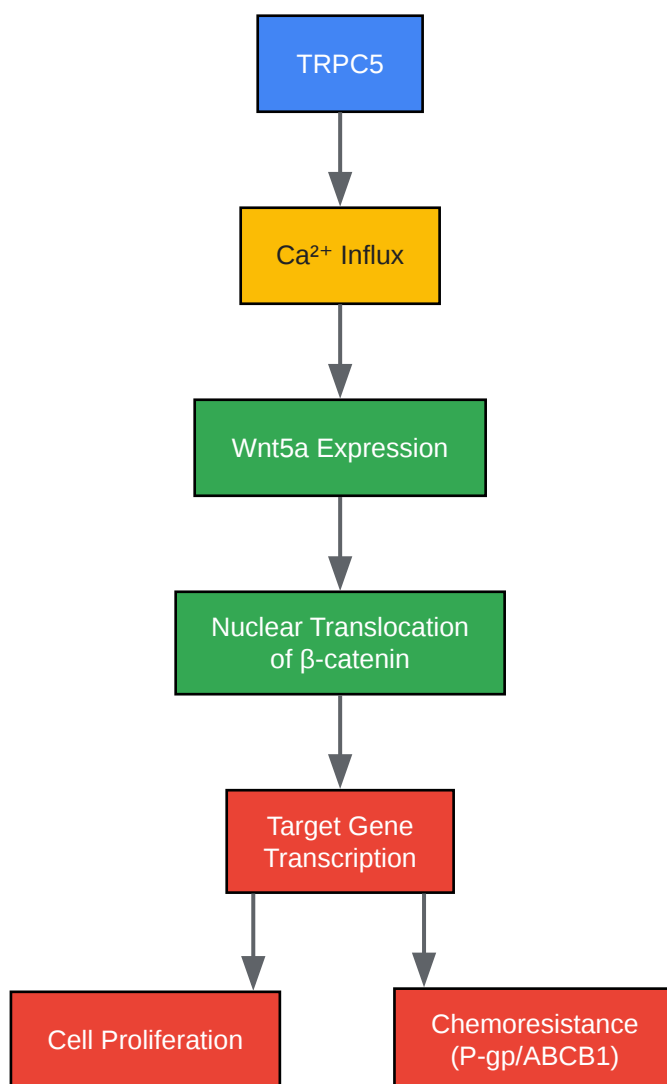 TRPC5
Ca²⁺ Influx
Wnt5a Expression
Nuclear Translocation
of β-catenin
Target Gene
Transcription
Cell Proliferation
Chemoresistance
(P-gp/ABCB1)